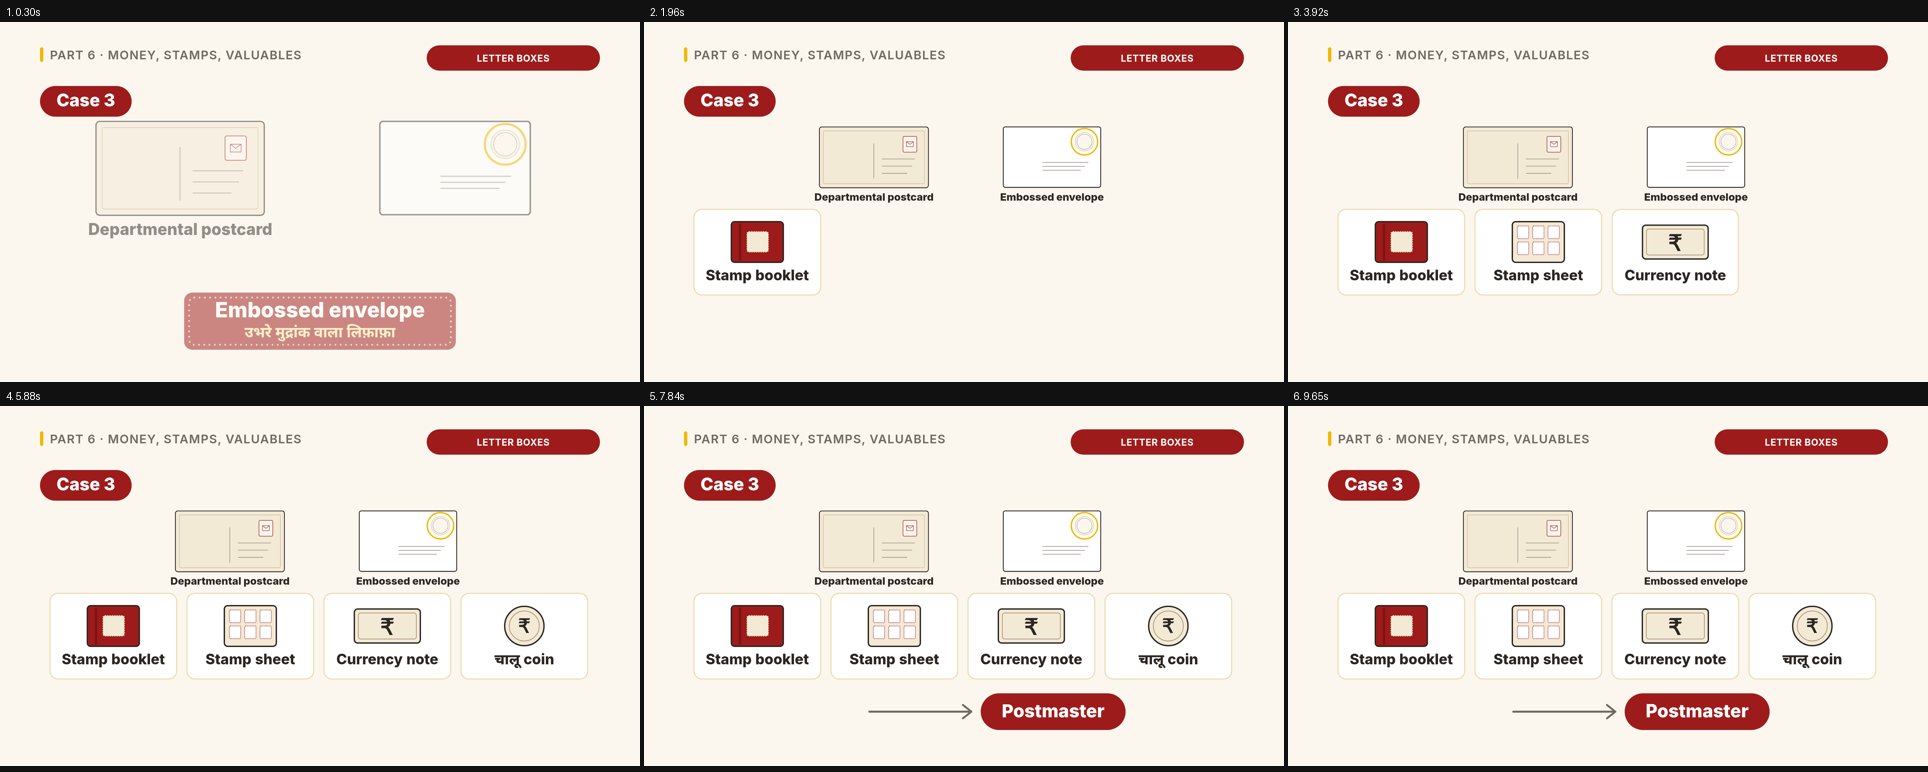 1. 0.30s
PART 6 · MONEY, STAMPS, VALUABLES
LETTER BOXES
Case 3
Departmental postcard
Embossed envelope
उभरे मुद्रांक वाला लिफ़ाफ़ा
2. 1.96s
PART 6 · MONEY, STAMPS, VALUABLES
LETTER BOXES
Case 3
Departmental postcard
Embossed envelope
Stamp booklet
3. 3.92s
PART 6 · MONEY, STAMPS, VALUABLES
LETTER BOXES
Case 3
Departmental postcard
Embossed envelope
Stamp booklet
Stamp sheet
₹
Currency note
4. 5.88s
PART 6 · MONEY, STAMPS, VALUABLES
LETTER BOXES
Case 3
Departmental postcard
Embossed envelope
₹
₹
Stamp booklet
Stamp sheet
Currency note
चालू coin
5. 7.84s
PART 6 · MONEY, STAMPS, VALUABLES
LETTER BOXES
Case 3
Departmental postcard
Embossed envelope
₹
₹
Stamp booklet
Stamp sheet
Currency note
चालू coin
Postmaster
6. 9.65s
PART 6 · MONEY, STAMPS, VALUABLES
LETTER BOXES
Case 3
Departmental postcard
Embossed envelope
₹
₹
Stamp booklet
Stamp sheet
Currency note
चालू coin
Postmaster